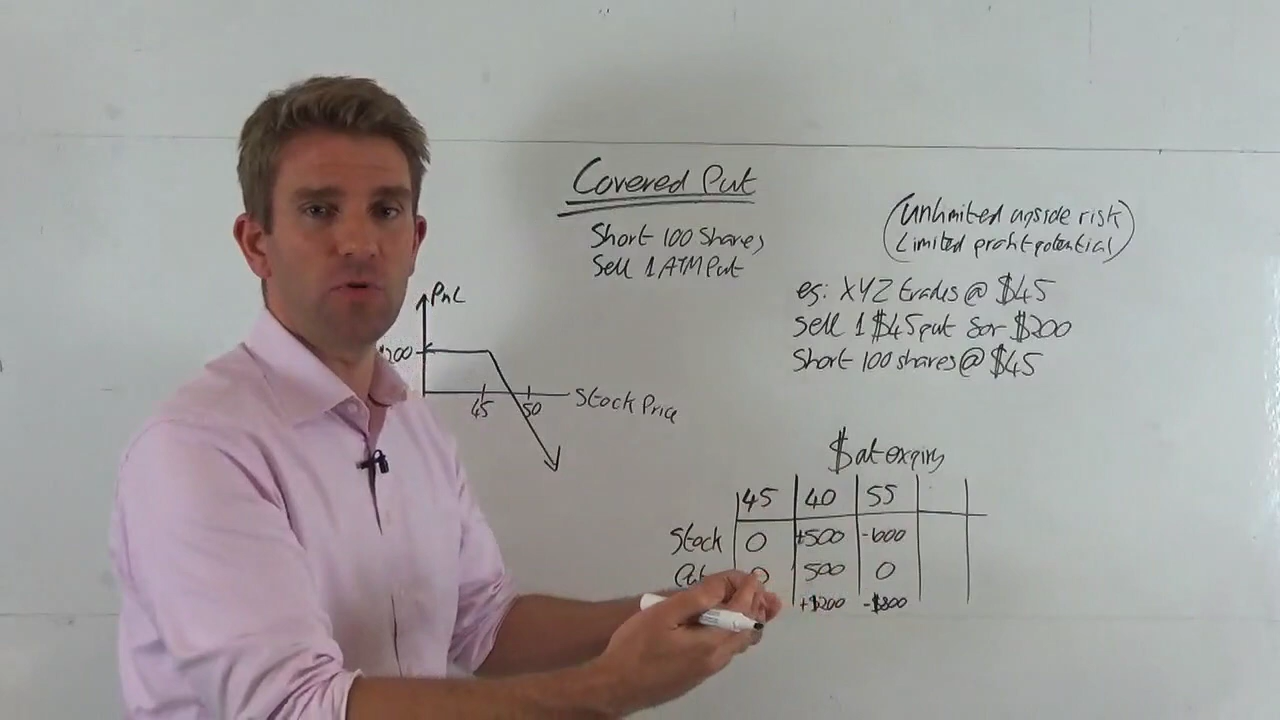 Covered Put
Short 100 Shares
Sell 1 ATM Put
(Unlimited upside risk
Limited profit potential)
eg: XYZ trades @ $45
Sell 1 $45 put for $200
Short 100 shares @ $45
PnL
$200
45 50
Stock Price
$ at expiry
45 40 55
Stock 0 +500 -1000
Put 0 500 0
+$200 -$800